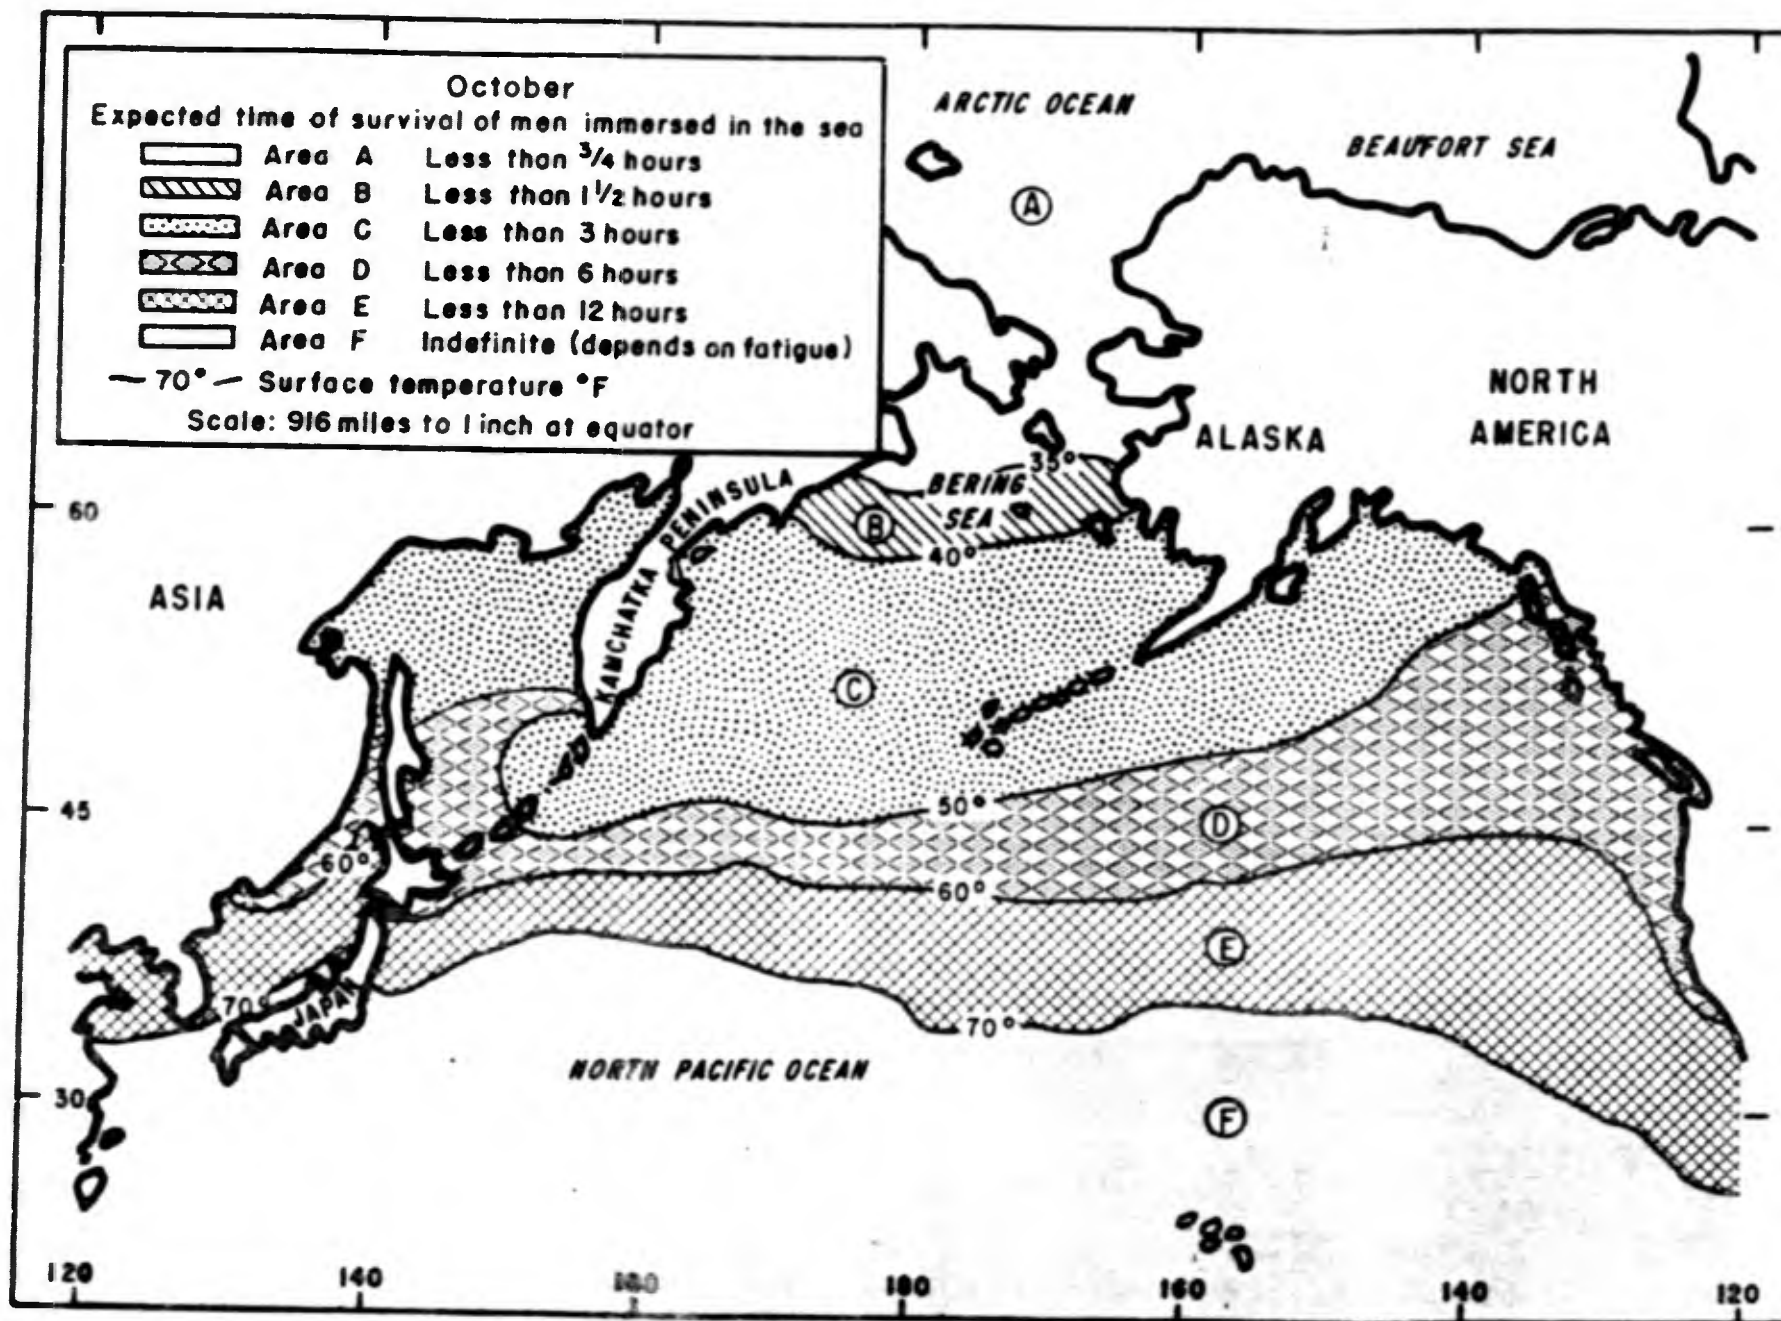 October
Expected time of survival of men immersed in the sea
Area A Less than 3/4 hours
Area B Less than 1 1/2 hours
Area C Less than 3 hours
Area D Less than 6 hours
Area E Less than 12 hours
Area F Indefinite (depends on fatigue)
70° Surface temperature °F
Scale: 916 miles to 1 inch at equator
ARCTIC OCEAN
BEAUFORT SEA
A
NORTH
AMERICA
ALASKA
35°
BERING
SEA
B
40°
60
KAMCHATKA PENINSULA
ASIA
C
45
50°
D
60°
60°
E
70°
JAPAN
70°
NORTH PACIFIC OCEAN
30
F
120
140
160
180
160
140
120